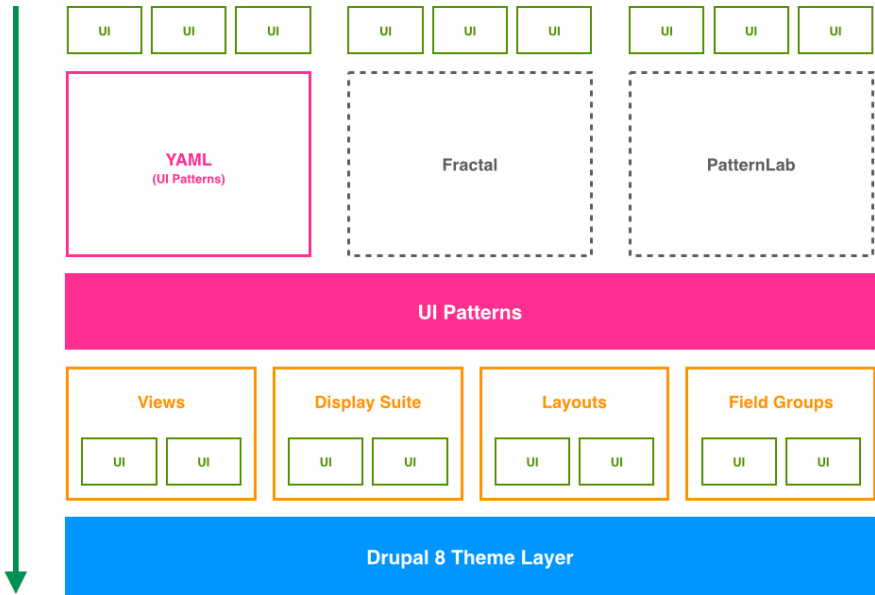 UI UI UI UI UI UI UI UI UI
YAML
(UI Patterns)
Fractal
PatternLab
UI Patterns
Views Display Suite Layouts Field Groups
UI UI UI UI UI UI UI UI
Drupal 8 Theme Layer